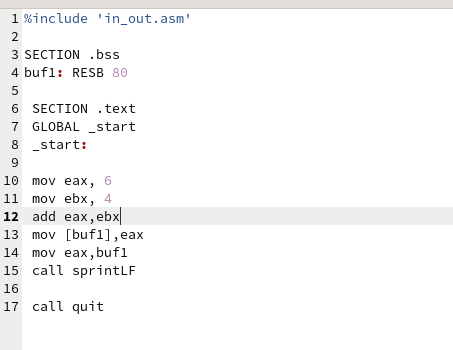 1 %include 'in_out.asm'
2
3 SECTION .bss
4 buf1: RESB 80
5
6 SECTION .text
7 GLOBAL _start
8 _start:
9
10 mov eax, 6
11 mov ebx, 4
12 add eax,ebx
13 mov [buf1],eax
14 mov eax,buf1
15 call sprintLF
16
17 call quit